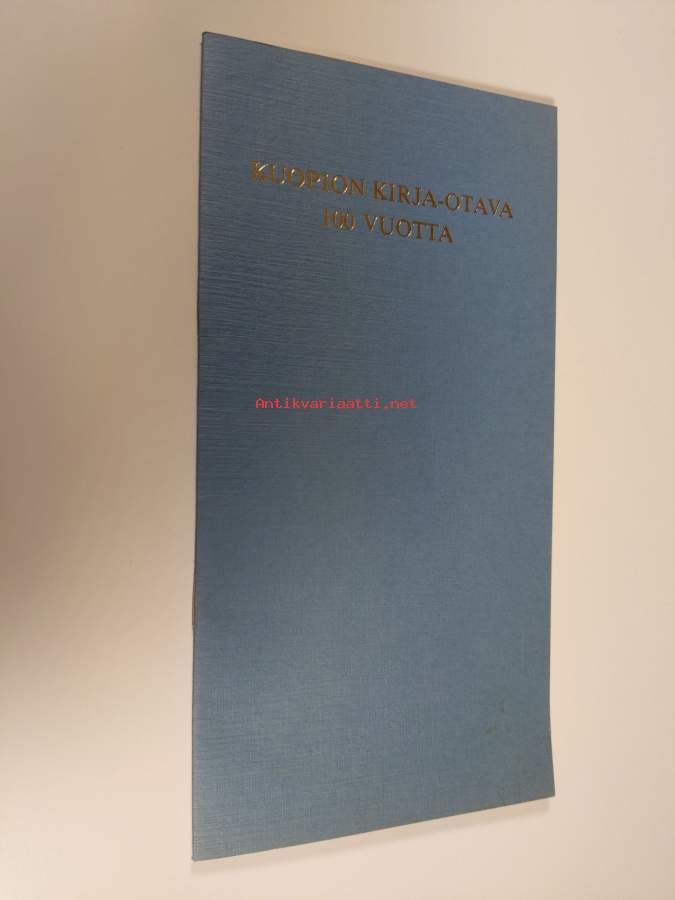 KUOPION KIRJA-OTAVA
100 VUOTTA
Antikvariaatti.net